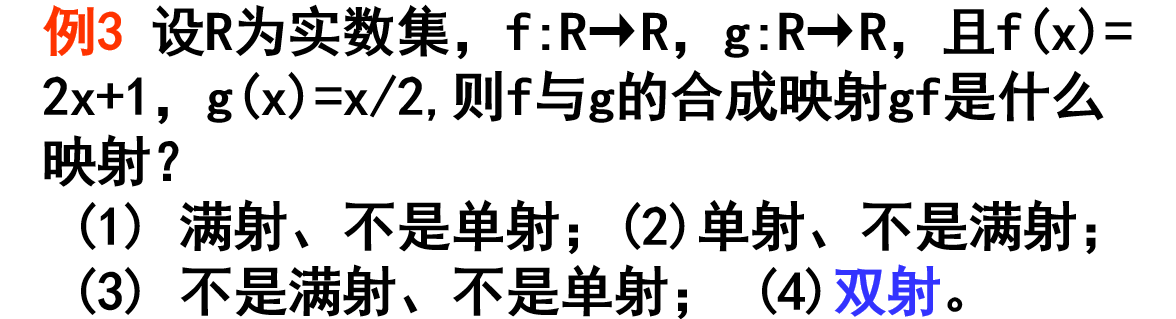 例3 设R为实数集，f:R→R，g:R→R，且f(x)=
2x+1，g(x)=x/2,则f与g的合成映射gf是什么
映射?
(1) 满射、不是单射；(2)单射、不是满射；
(3) 不是满射、不是单射； (4)双射。